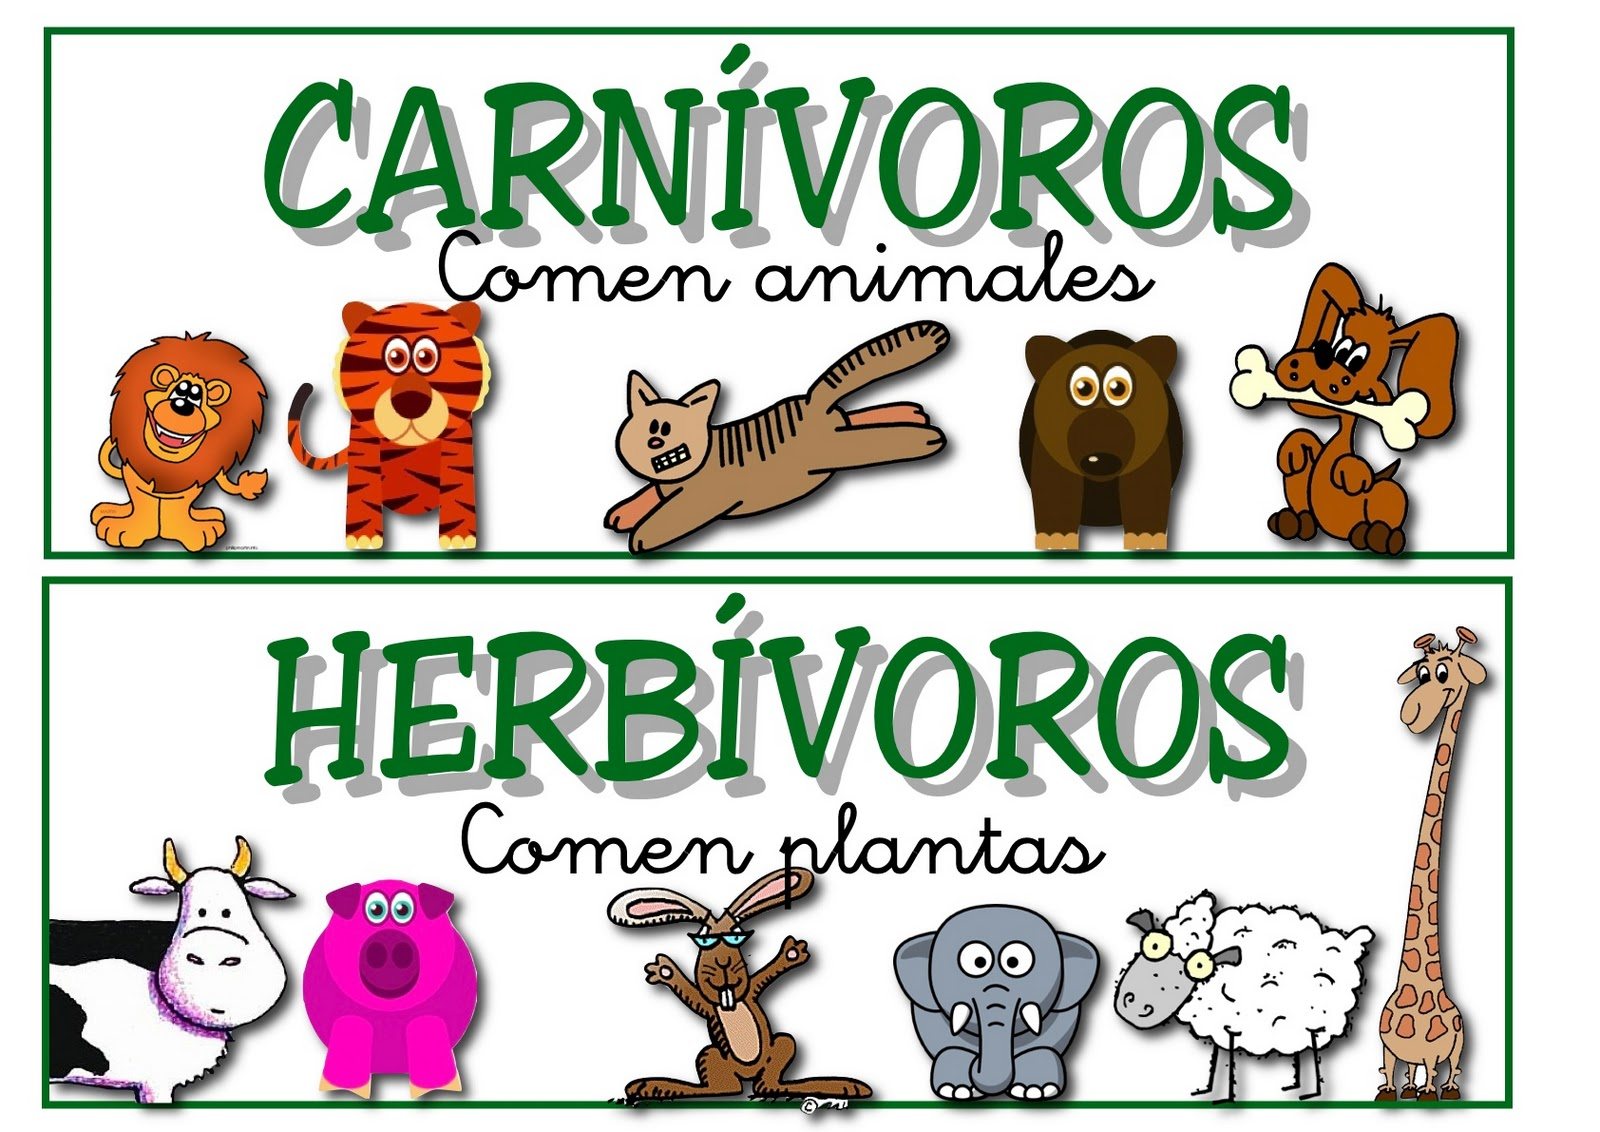 CARNÍVOROS
Comen animales
HERBÍVOROS
Comen plantas
©